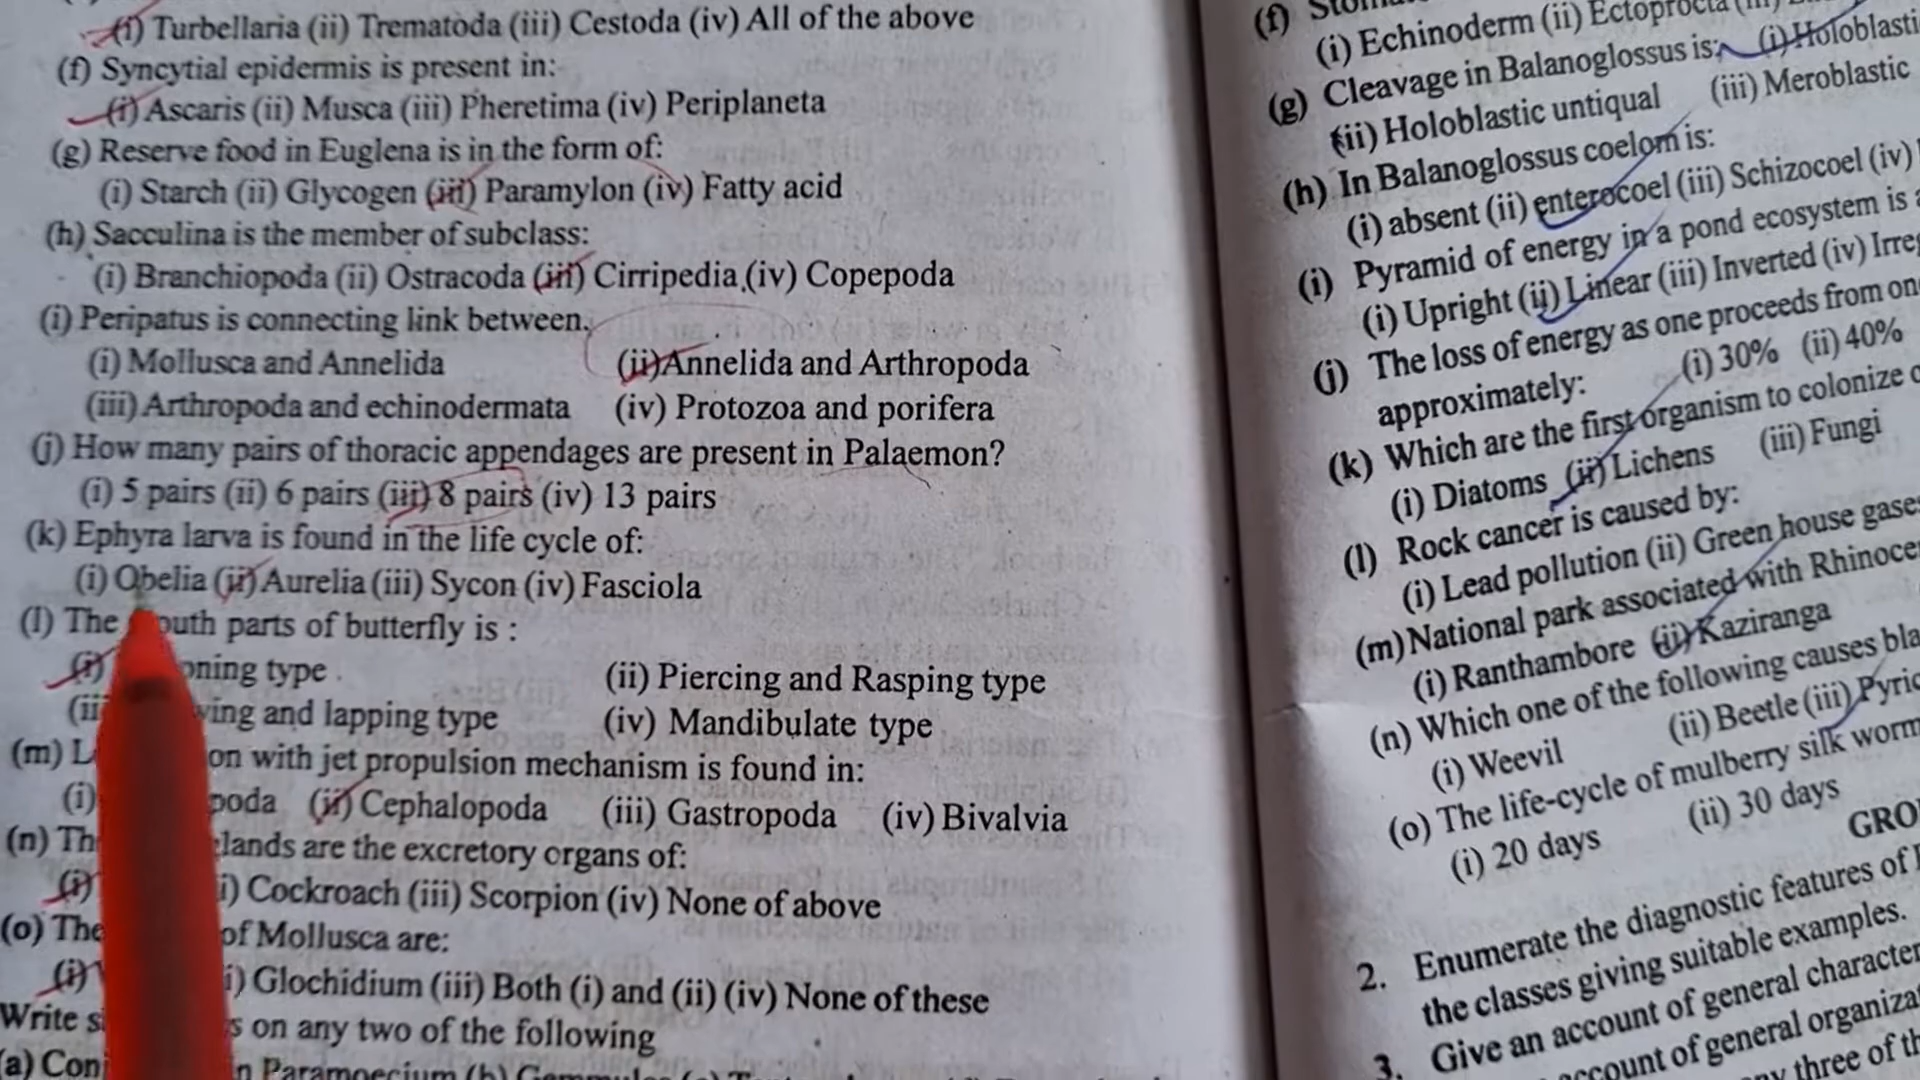 (i) Turbellaria (ii) Trematoda (iii) Cestoda (iv) All of the above
(f) Syncytial epidermis is present in:
(i) Ascaris (ii) Musca (iii) Pheretima (iv) Periplaneta
(g) Reserve food in Euglena is in the form of:
(i) Starch (ii) Glycogen (iii) Paramylon (iv) Fatty acid
(h) Sacculina is the member of subclass:
(i) Branchiopoda (ii) Ostracoda (iii) Cirripedia (iv) Copepoda
(i) Peripatus is connecting link between.
(i) Mollusca and Annelida (ii) Annelida and Arthropoda
(iii) Arthropoda and echinodermata (iv) Protozoa and porifera
(j) How many pairs of thoracic appendages are present in Palaemon?
(i) 5 pairs (ii) 6 pairs (iii) 8 pairs (iv) 13 pairs
(k) Ephyra larva is found in the life cycle of:
(i) Obelia (ii) Aurelia (iii) Sycon (iv) Fasciola
(l) The parts of butterfly is :
(i) type (ii) Piercing and Rasping type
and lapping type (iv) Mandibulate type
(m) with jet propulsion mechanism is found in:
(i) (ii) Cephalopoda (iii) Gastropoda (iv) Bivalvia
(n) are the excretory organs of:
(i) Cockroach (iii) Scorpion (iv) None of above
(o) The of Mollusca are:
(i) Glochidium (iii) Both (i) and (ii) (iv) None of these
Write on any two of the following
(a) Paramoecium (b)
(f)
(i) Echinoderm (ii) Ectoprocta
(g) Cleavage in Balanoglossus is: (i)
(ii) Holoblastic untiqual (iii) Meroblastic
(h) In Balanoglossus coelom is:
(i) absent (ii) enterocoel (iii) Schizocoel (iv)
(i) Pyramid of energy in a pond ecosystem is
(i) Upright (ii) Linear (iii) Inverted (iv)
(j) The loss of energy as one proceeds from
approximately: (i) 30% (ii) 40%
(k) Which are the first organism to colonize
(i) Diatoms (ii) Lichens (iii) Fungi
(l) Rock cancer is caused by:
(i) Lead pollution (ii) Green house
(m) National park associated with
(i) Ranthambore (ii) Kaziranga
(n) Which one of the following causes
(i) Weevil (ii) Beetle (iii)
(o) The life-cycle of mulberry silk
(i) 20 days (ii) 30 days
2. Enumerate the diagnostic features of
the classes giving suitable examples.
3. Give an account of general
account of general
three of